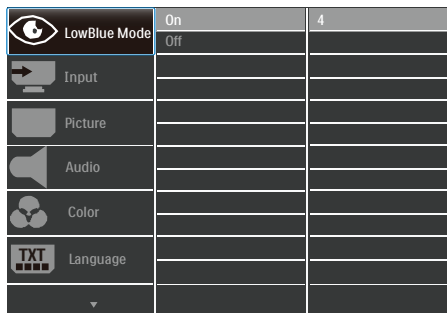 LowBlue Mode
On
4
Off
Input
Picture
Audio
Color
TXT
Language